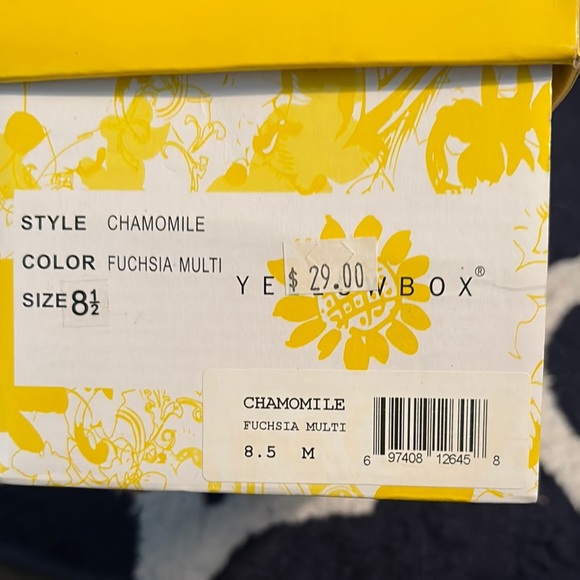 STYLE CHAMOMILE
COLOR FUCHSIA MULTI
SIZE 8½
$ 29.00
YE OWBOX®
CHAMOMILE
FUCHSIA MULTI
8.5 M
6 97408 12645 8